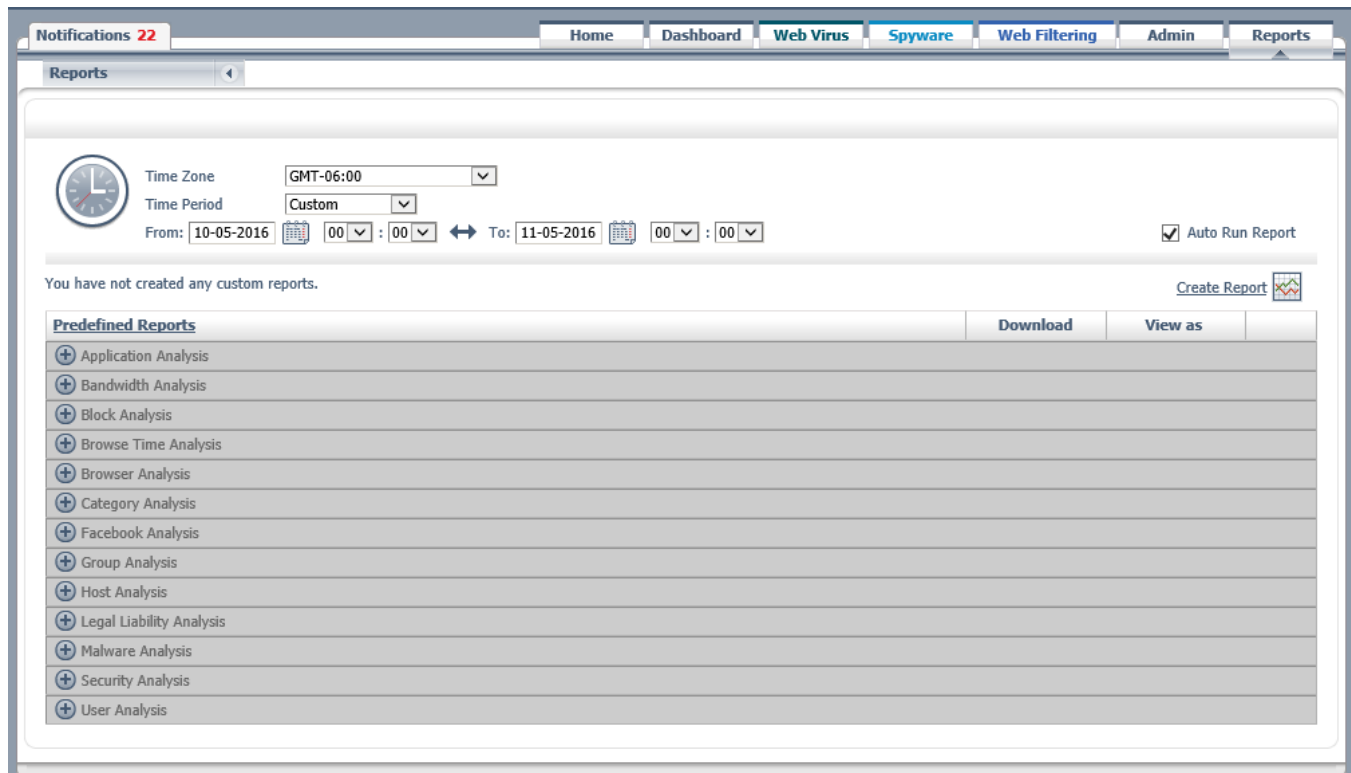 Notifications 22 Home Dashboard Web Virus Spyware Web Filtering Admin Reports
Reports
Time Zone GMT-06:00
Time Period Custom
From: 10-05-2016 00 : 00 To: 11-05-2016 00 : 00 Auto Run Report
You have not created any custom reports.
Create Report
Predefined Reports Download View as
Application Analysis
Bandwidth Analysis
Block Analysis
Browse Time Analysis
Browser Analysis
Category Analysis
Facebook Analysis
Group Analysis
Host Analysis
Legal Liability Analysis
Malware Analysis
Security Analysis
User Analysis